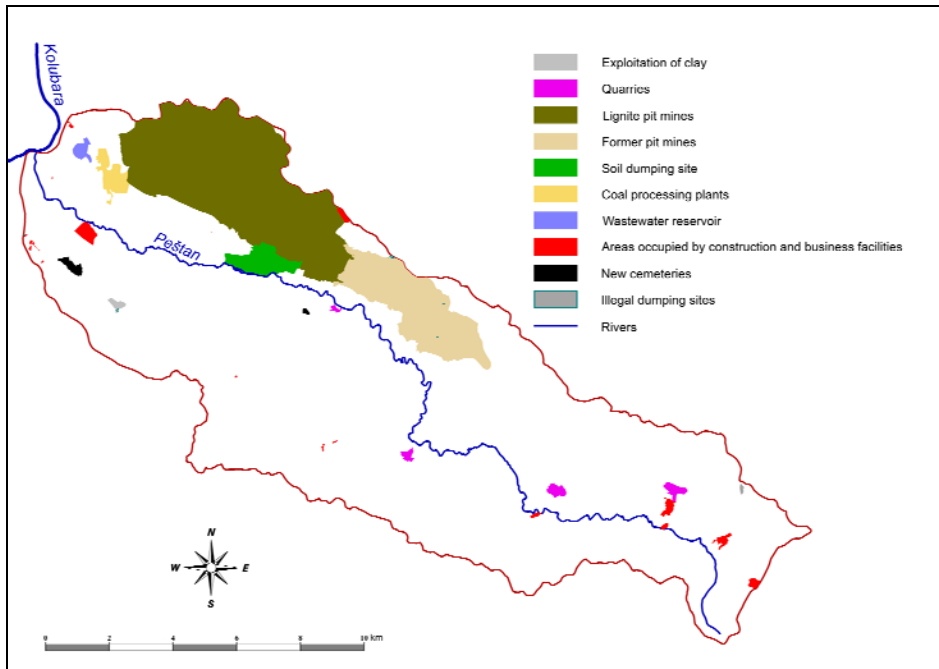 Kolubara
Peštan
Exploitation of clay
Quarries
Lignite pit mines
Former pit mines
Soil dumping site
Coal processing plants
Wastewater reservoir
Areas occupied by construction and business facilities
New cemeteries
Illegal dumping sites
Rivers
N
W E
S
0 2 4 6 8 10 km